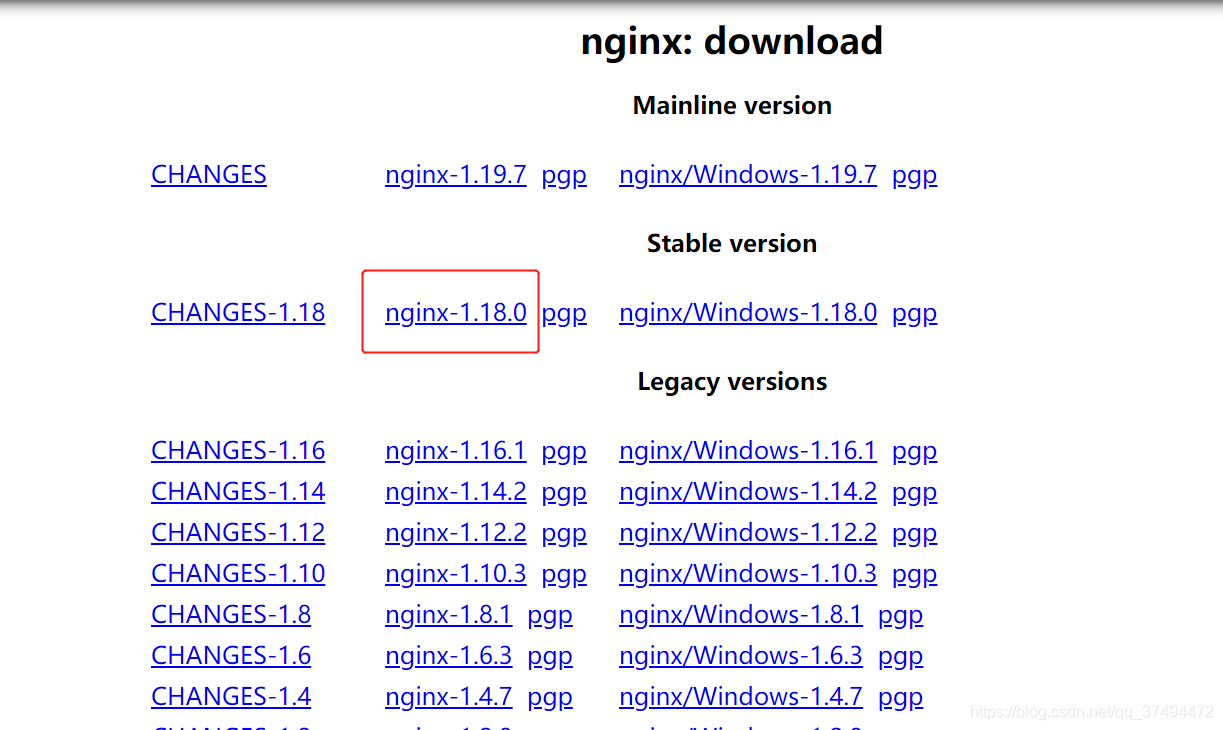 nginx: download
Mainline version
CHANGES nginx-1.19.7 pgp nginx/Windows-1.19.7 pgp
Stable version
CHANGES-1.18 nginx-1.18.0 pgp nginx/Windows-1.18.0 pgp
Legacy versions
CHANGES-1.16 nginx-1.16.1 pgp nginx/Windows-1.16.1 pgp
CHANGES-1.14 nginx-1.14.2 pgp nginx/Windows-1.14.2 pgp
CHANGES-1.12 nginx-1.12.2 pgp nginx/Windows-1.12.2 pgp
CHANGES-1.10 nginx-1.10.3 pgp nginx/Windows-1.10.3 pgp
CHANGES-1.8 nginx-1.8.1 pgp nginx/Windows-1.8.1 pgp
CHANGES-1.6 nginx-1.6.3 pgp nginx/Windows-1.6.3 pgp
CHANGES-1.4 nginx-1.4.7 pgp nginx/Windows-1.4.7 pgp
https://blog.csdn.net/qq_37494472